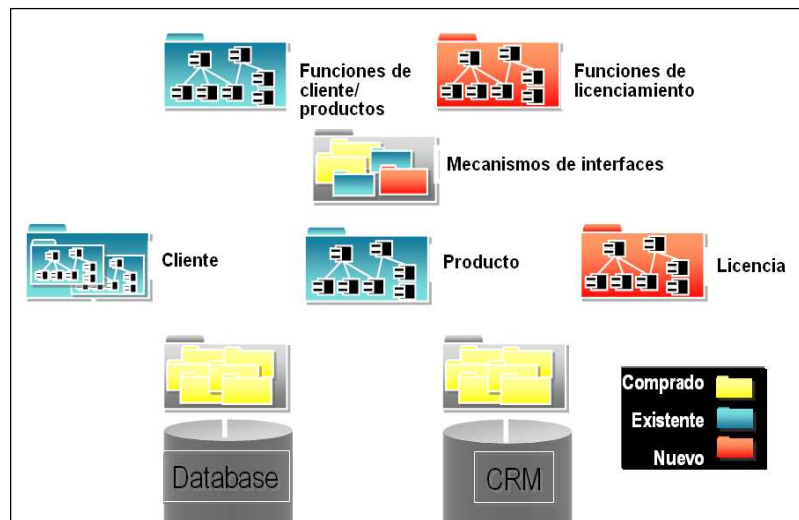 Funciones de
cliente/
productos
Funciones de
licenciamiento
Mecanismos de interfaces
Cliente
Producto
Licencia
Database
CRM
Comprado
Existente
Nuevo